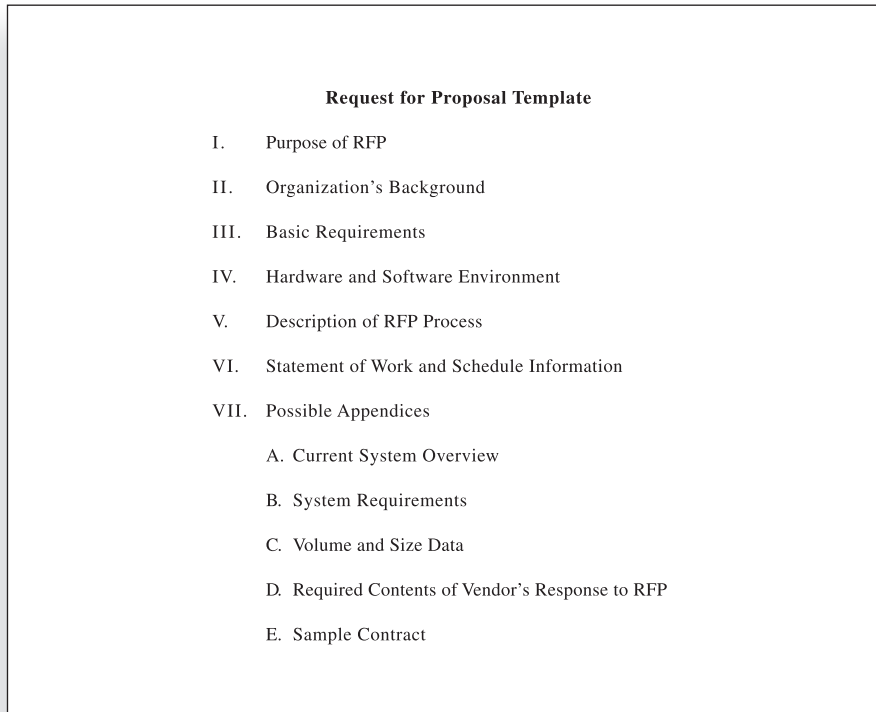 Request for Proposal Template
I. Purpose of RFP
II. Organization’s Background
III. Basic Requirements
IV. Hardware and Software Environment
V. Description of RFP Process
VI. Statement of Work and Schedule Information
VII. Possible Appendices
A. Current System Overview
B. System Requirements
C. Volume and Size Data
D. Required Contents of Vendor’s Response to RFP
E. Sample Contract